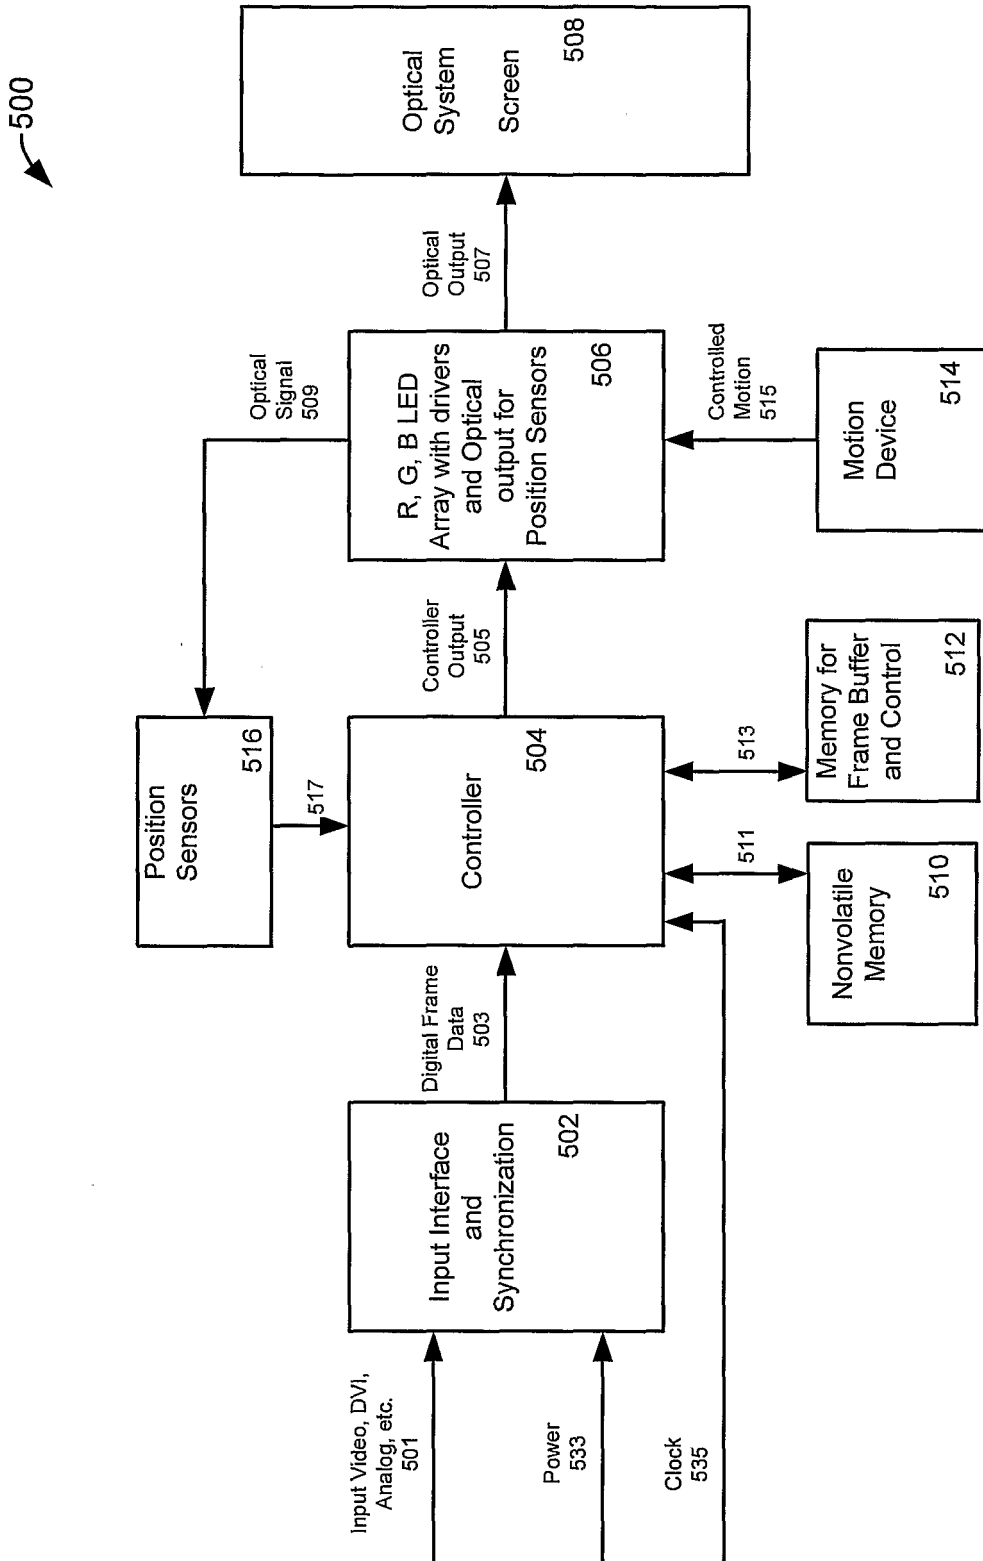 500
Optical
System
Screen
508
Optical
Output
507
Optical
Signal
509
R, G, B LED
Array with drivers
and Optical
output for
Position Sensors
506
Controlled
Motion
515
Motion
Device
514
Controller
Output
505
Position
Sensors
516
517
Controller
504
513
Memory for
Frame Buffer
and Control
512
511
Nonvolatile
Memory
510
Digital Frame
Data
503
Input Interface
and
Synchronization
502
Input Video, DVI,
Analog, etc.
501
Power
533
Clock
535